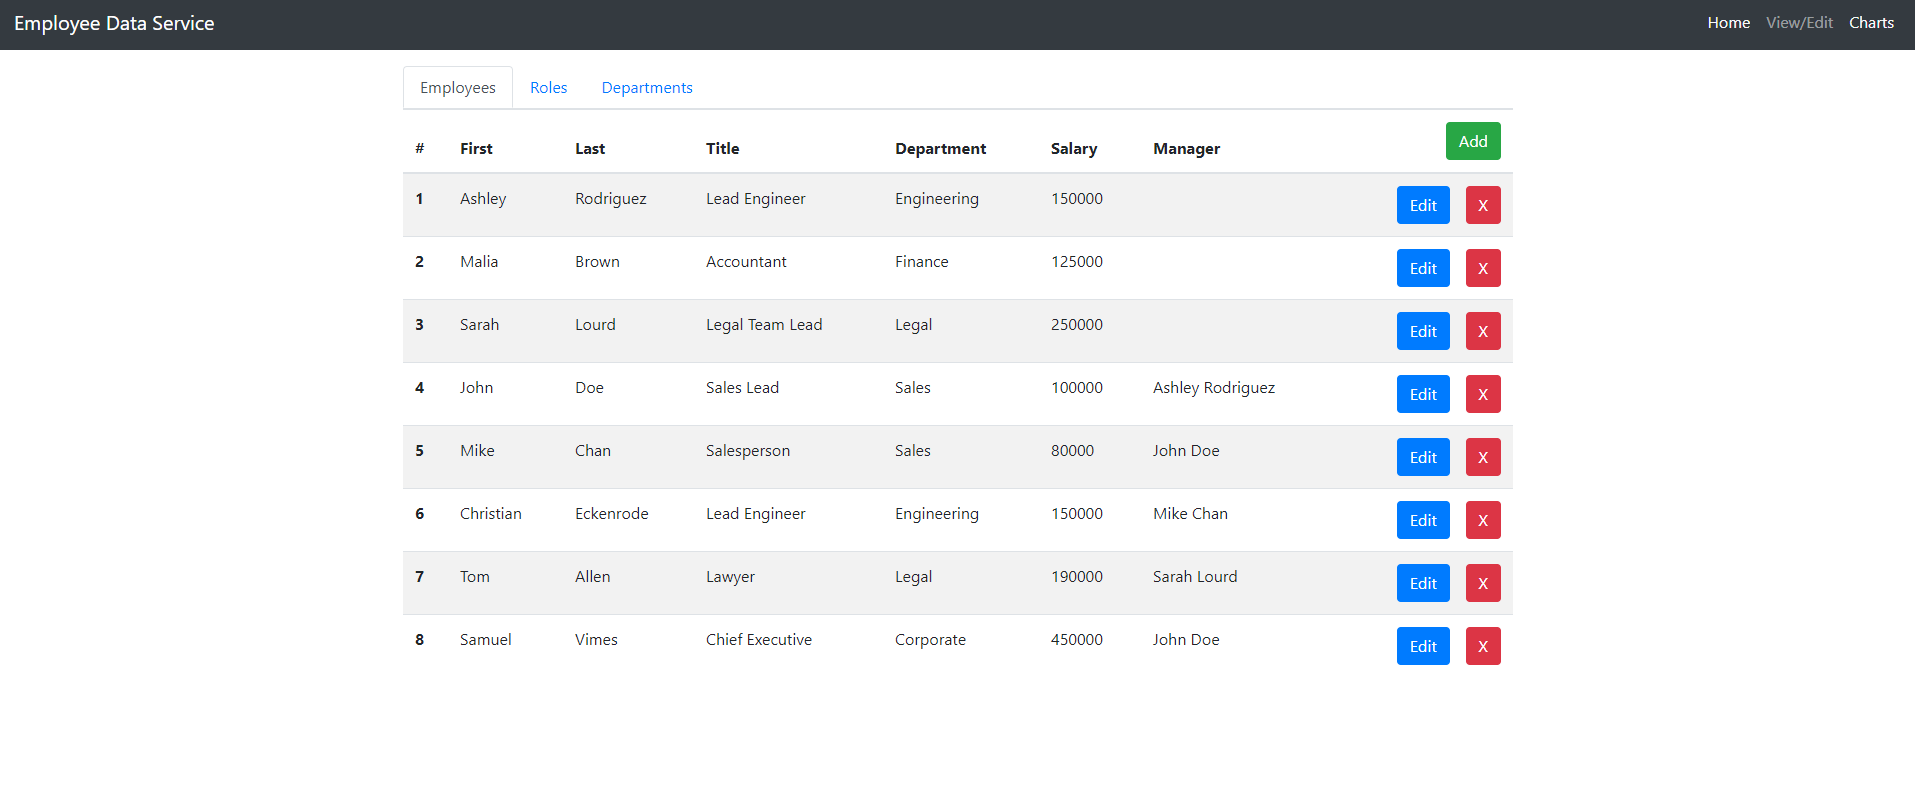 Employee Data Service Home View/Edit Charts
Employees Roles Departments
# First Last Title Department Salary Manager Add
1 Ashley Rodriguez Lead Engineer Engineering 150000 Edit X
2 Malia Brown Accountant Finance 125000 Edit X
3 Sarah Lourd Legal Team Lead Legal 250000 Edit X
4 John Doe Sales Lead Sales 100000 Ashley Rodriguez Edit X
5 Mike Chan Salesperson Sales 80000 John Doe Edit X
6 Christian Eckenrode Lead Engineer Engineering 150000 Mike Chan Edit X
7 Tom Allen Lawyer Legal 190000 Sarah Lourd Edit X
8 Samuel Vimes Chief Executive Corporate 450000 John Doe Edit X